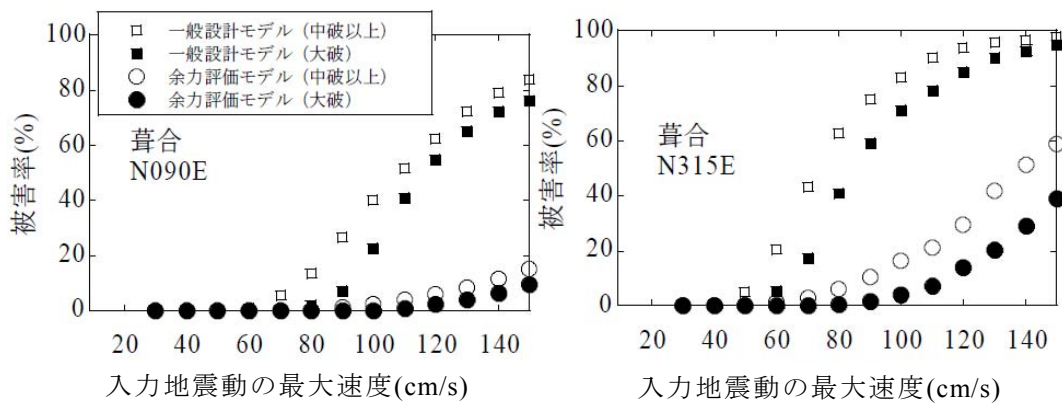 一般設計モデル（中破以上）
一般設計モデル（大破）
余力評価モデル（中破以上）
余力評価モデル（大破）
葺合
N090E
被害率(%)
100
80
60
40
20
0
20 40 60 80 100 120 140
入力地震動の最大速度(cm/s)
葺合
N315E
被害率(%)
100
80
60
40
20
0
20 40 60 80 100 120 140
入力地震動の最大速度(cm/s)